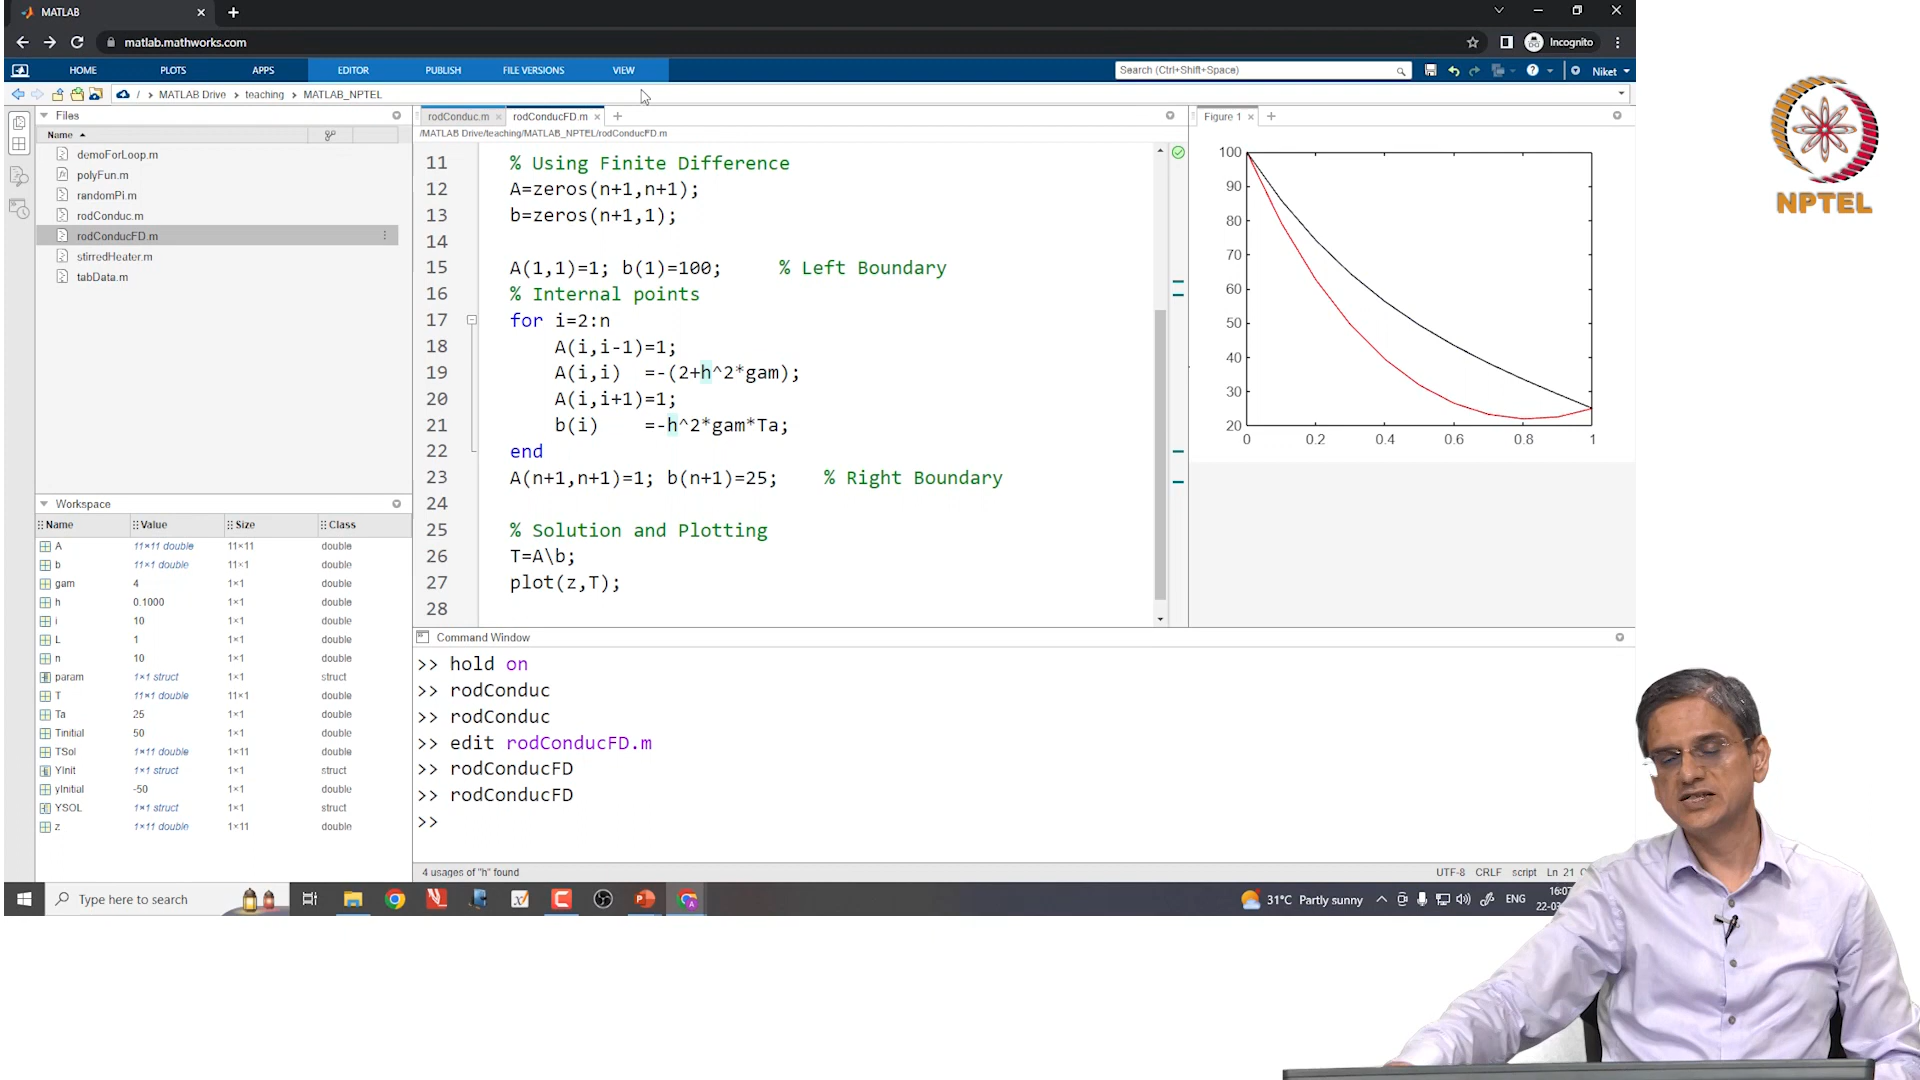 MATLAB
matlab.mathworks.com
Incognito
HOME PLOTS APPS EDITOR PUBLISH FILE VERSIONS VIEW
Search (Ctrl+Shift+Space)
Niket
/ MATLAB Drive teaching MATLAB_NPTEL
Files
Name
demoForLoop.m
polyFun.m
randomPi.m
rodConduc.m
rodConducFD.m
stirredHeater.m
tabData.m
rodConduc.m rodConducFD.m
/MATLAB Drive/teaching/MATLAB_NPTEL/rodConducFD.m
11 % Using Finite Difference
12 A=zeros(n+1,n+1);
13 b=zeros(n+1,1);
14
15 A(1,1)=1; b(1)=100; % Left Boundary
16 % Internal points
17 for i=2:n
18 A(i,i-1)=1;
19 A(i,i) =-(2+h^2*gam);
20 A(i,i+1)=1;
21 b(i) =-h^2*gam*Ta;
22 end
23 A(n+1,n+1)=1; b(n+1)=25; % Right Boundary
24
25 % Solution and Plotting
26 T=A\b;
27 plot(z,T);
28
Figure 1
100
90
80
70
60
50
40
30
20
0 0.2 0.4 0.6 0.8 1
NPTEL
Workspace
Name Value Size Class
A 11×11 double 11×11 double
b 11×1 double 11×1 double
gam 4 1×1 double
h 0.1000 1×1 double
i 10 1×1 double
L 1 1×1 double
n 10 1×1 double
param 1×1 struct 1×1 struct
T 11×1 double 11×1 double
Ta 25 1×1 double
Tinitial 50 1×1 double
TSol 1×11 double 1×11 double
YInit 1×1 struct 1×1 struct
yInitial -50 1×1 double
YSOL 1×1 struct 1×1 struct
z 1×11 double 1×11 double
Command Window
>> hold on
>> rodConduc
>> rodConduc
>> edit rodConducFD.m
>> rodConducFD
>> rodConducFD
>>
4 usages of "h" found
UTF-8 CRLF script Ln 21
Type here to search
31°C Partly sunny
ENG
16:07